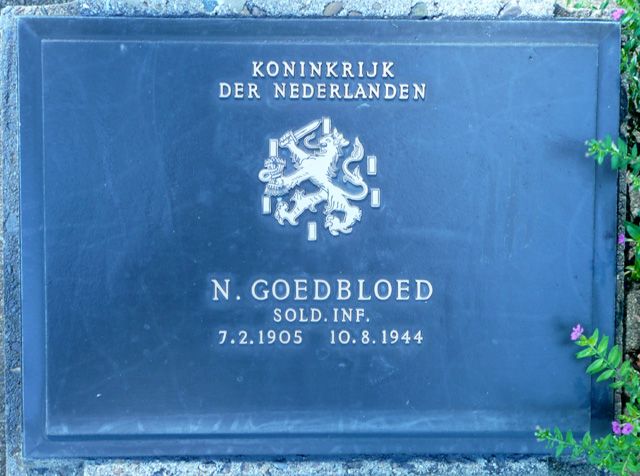 KONINKRIJK
DER NEDERLANDEN
N. GOEDBLOED
SOLD. INF.
7.2.1905 10.8.1944